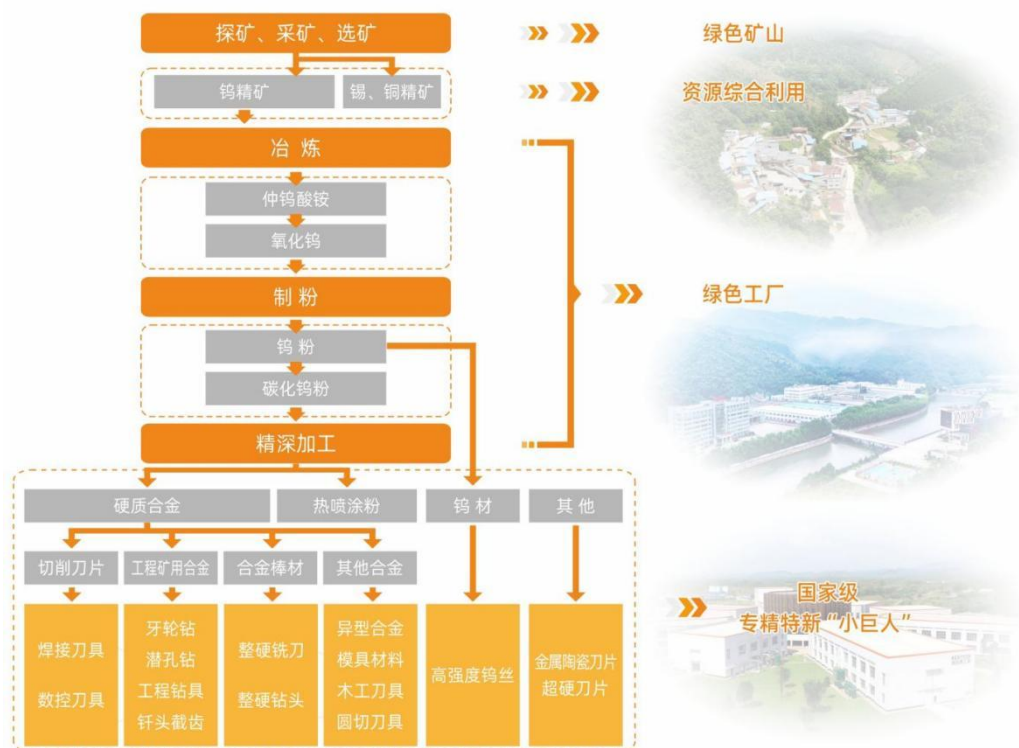 探矿、采矿、选矿
绿色矿山
钨精矿
锡、铜精矿
资源综合利用
冶 炼
仲钨酸铵
氧化钨
制 粉
绿色工厂
钨 粉
碳化钨粉
精深加工
硬质合金
热喷涂粉
钨 材
其 他
切削刀片
工程矿用合金
合金棒材
其他合金
焊接刀具
数控刀具
牙轮钻
潜孔钻
工程钻具
钎头截齿
整硬铣刀
整硬钻头
异型合金
模具材料
木工刀具
圆切刀具
高强度钨丝
金属陶瓷刀片
超硬刀片
国家级
专精特新“小巨人”